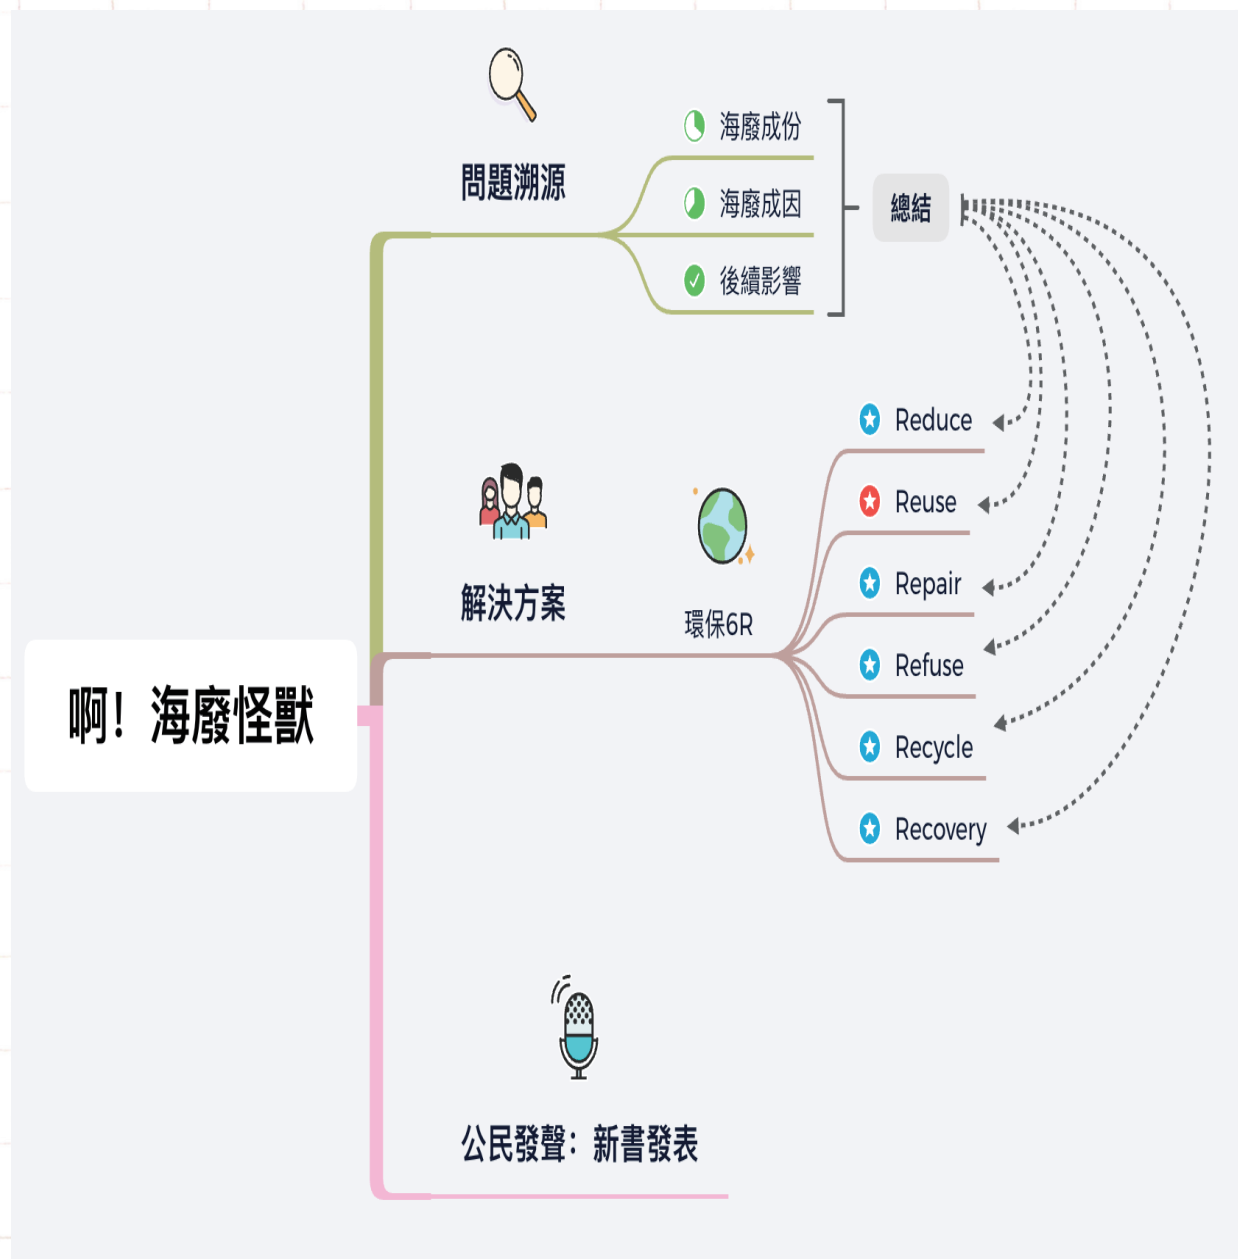 問題溯源
海廢成份
海廢成因
後續影響
總結
解決方案
環保6R
Reduce
Reuse
Repair
Refuse
Recycle
Recovery
啊！海廢怪獸
公民發聲：新書發表